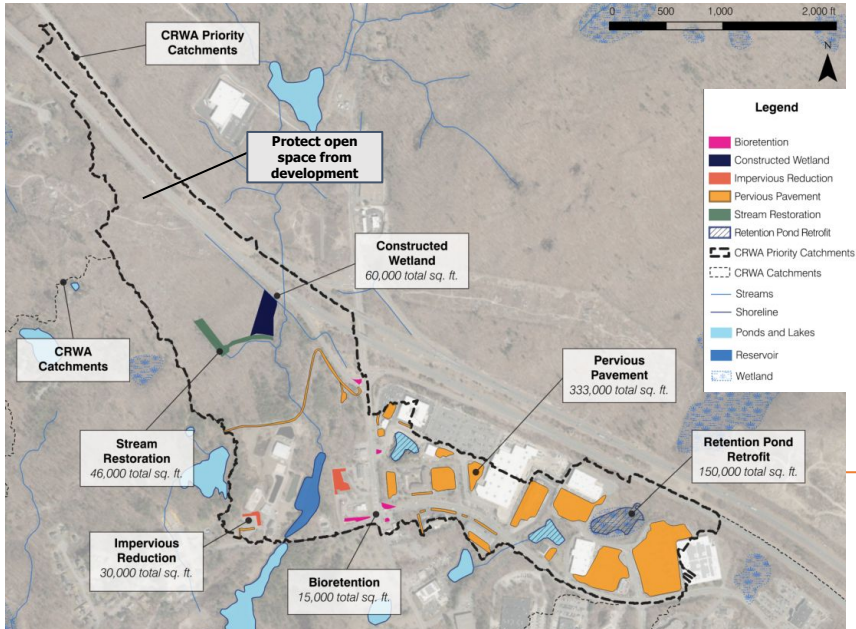 0 500 1,000 2,000 ft
N
CRWA Priority
Catchments
Protect open
space from
development
Constructed
Wetland
60,000 total sq. ft.
CRWA
Catchments
Pervious
Pavement
333,000 total sq. ft.
Stream
Restoration
46,000 total sq. ft.
Retention Pond
Retrofit
150,000 total sq. ft.
Impervious
Reduction
30,000 total sq. ft.
Bioretention
15,000 total sq. ft.
Legend
Bioretention
Constructed Wetland
Impervious Reduction
Pervious Pavement
Stream Restoration
Retention Pond Retrofit
CRWA Priority Catchments
CRWA Catchments
Streams
Shoreline
Ponds and Lakes
Reservoir
Wetland